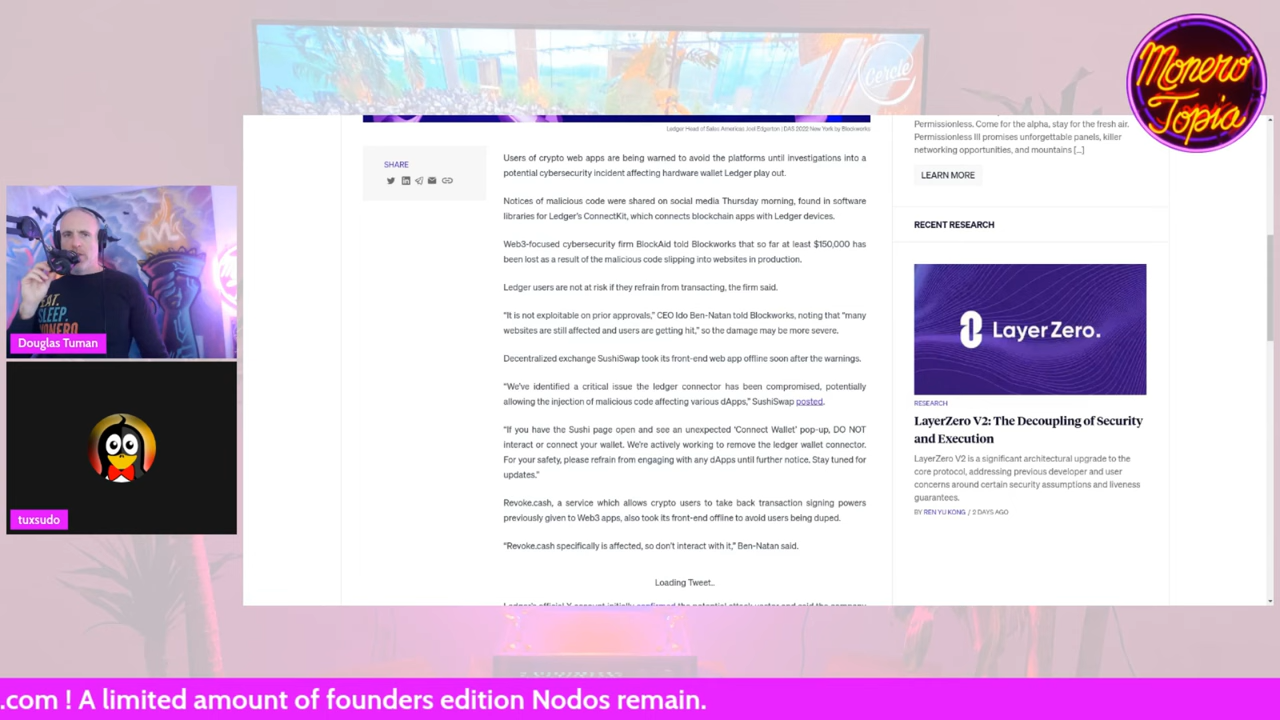 Cercle
Monero
Topia
Ledger Head of Sales Americas Joel Edgerton | DAS 2022 New York by Blockworks
SHARE
Users of crypto web apps are being warned to avoid the platforms until investigations into a
potential cybersecurity incident affecting hardware wallet Ledger play out.
Notices of malicious code were shared on social media Thursday morning, found in software
libraries for Ledger's ConnectKit, which connects blockchain apps with Ledger devices.
Web3-focused cybersecurity firm BlockAid told Blockworks that so far at least $150,000 has
been lost as a result of the malicious code slipping into websites in production.
Ledger users are not at risk if they refrain from transacting, the firm said.
“It is not exploitable on prior approvals,” CEO Ido Ben-Natan told Blockworks, noting that “many
websites are still affected and users are getting hit,” so the damage may be more severe.
Decentralized exchange SushiSwap took its front-end web app offline soon after the warnings.
“We've identified a critical issue the ledger connector has been compromised, potentially
allowing the injection of malicious code affecting various dApps,” SushiSwap posted.
“If you have the Sushi page open and see an unexpected ‘Connect Wallet’ pop-up, DO NOT
interact or connect your wallet. We're actively working to remove the ledger wallet connector.
For your safety, please refrain from engaging with any dApps until further notice. Stay tuned for
updates.”
Revoke.cash, a service which allows crypto users to take back transaction signing powers
previously given to Web3 apps, also took its front-end offline to avoid users being duped.
“Revoke.cash specifically is affected, so don't interact with it,” Ben-Natan said.
Loading Tweet..
Ledger's official X account initially confirmed the potential attack vector and said the company
Permissionless. Come for the alpha, stay for the fresh air.
Permissionless III promises unforgettable panels, killer
networking opportunities, and mountains [...]
LEARN MORE
RECENT RESEARCH
LayerZero.
RESEARCH
LayerZero V2: The Decoupling of Security
and Execution
LayerZero V2 is a significant architectural upgrade to the
core protocol, addressing previous developer and user
concerns around certain security assumptions and liveness
guarantees.
BY REN YU KONG / 2 DAYS AGO
EAT.
SLEEP.
MONERO
Douglas Tuman
tuxsudo
.com ! A limited amount of founders edition Nodos remain.